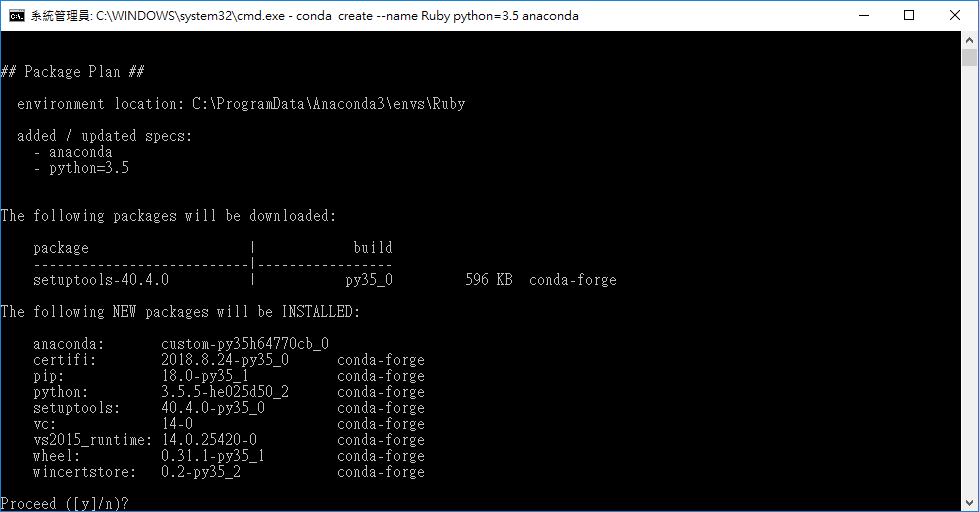 系統管理員: C:\WINDOWS\system32\cmd.exe - conda  create --name Ruby python=3.5 anaconda
## Package Plan ##
  environment location: C:\ProgramData\Anaconda3\envs\Ruby
  added / updated specs:
    - anaconda
    - python=3.5
The following packages will be downloaded:
    package                    |            build
    ---------------------------|-----------------
    setuptools-40.4.0          |           py35_0         596 KB  conda-forge
The following NEW packages will be INSTALLED:
    anaconda:       custom-py35h64770cb_0
    certifi:        2018.8.24-py35_0      conda-forge
    pip:            18.0-py35_1           conda-forge
    python:         3.5.5-he025d50_2      conda-forge
    setuptools:     40.4.0-py35_0         conda-forge
    vc:             14-0                  conda-forge
    vs2015_runtime: 14.0.25420-0          conda-forge
    wheel:          0.31.1-py35_1         conda-forge
    wincertstore:   0.2-py35_2            conda-forge
Proceed ([y]/n)?